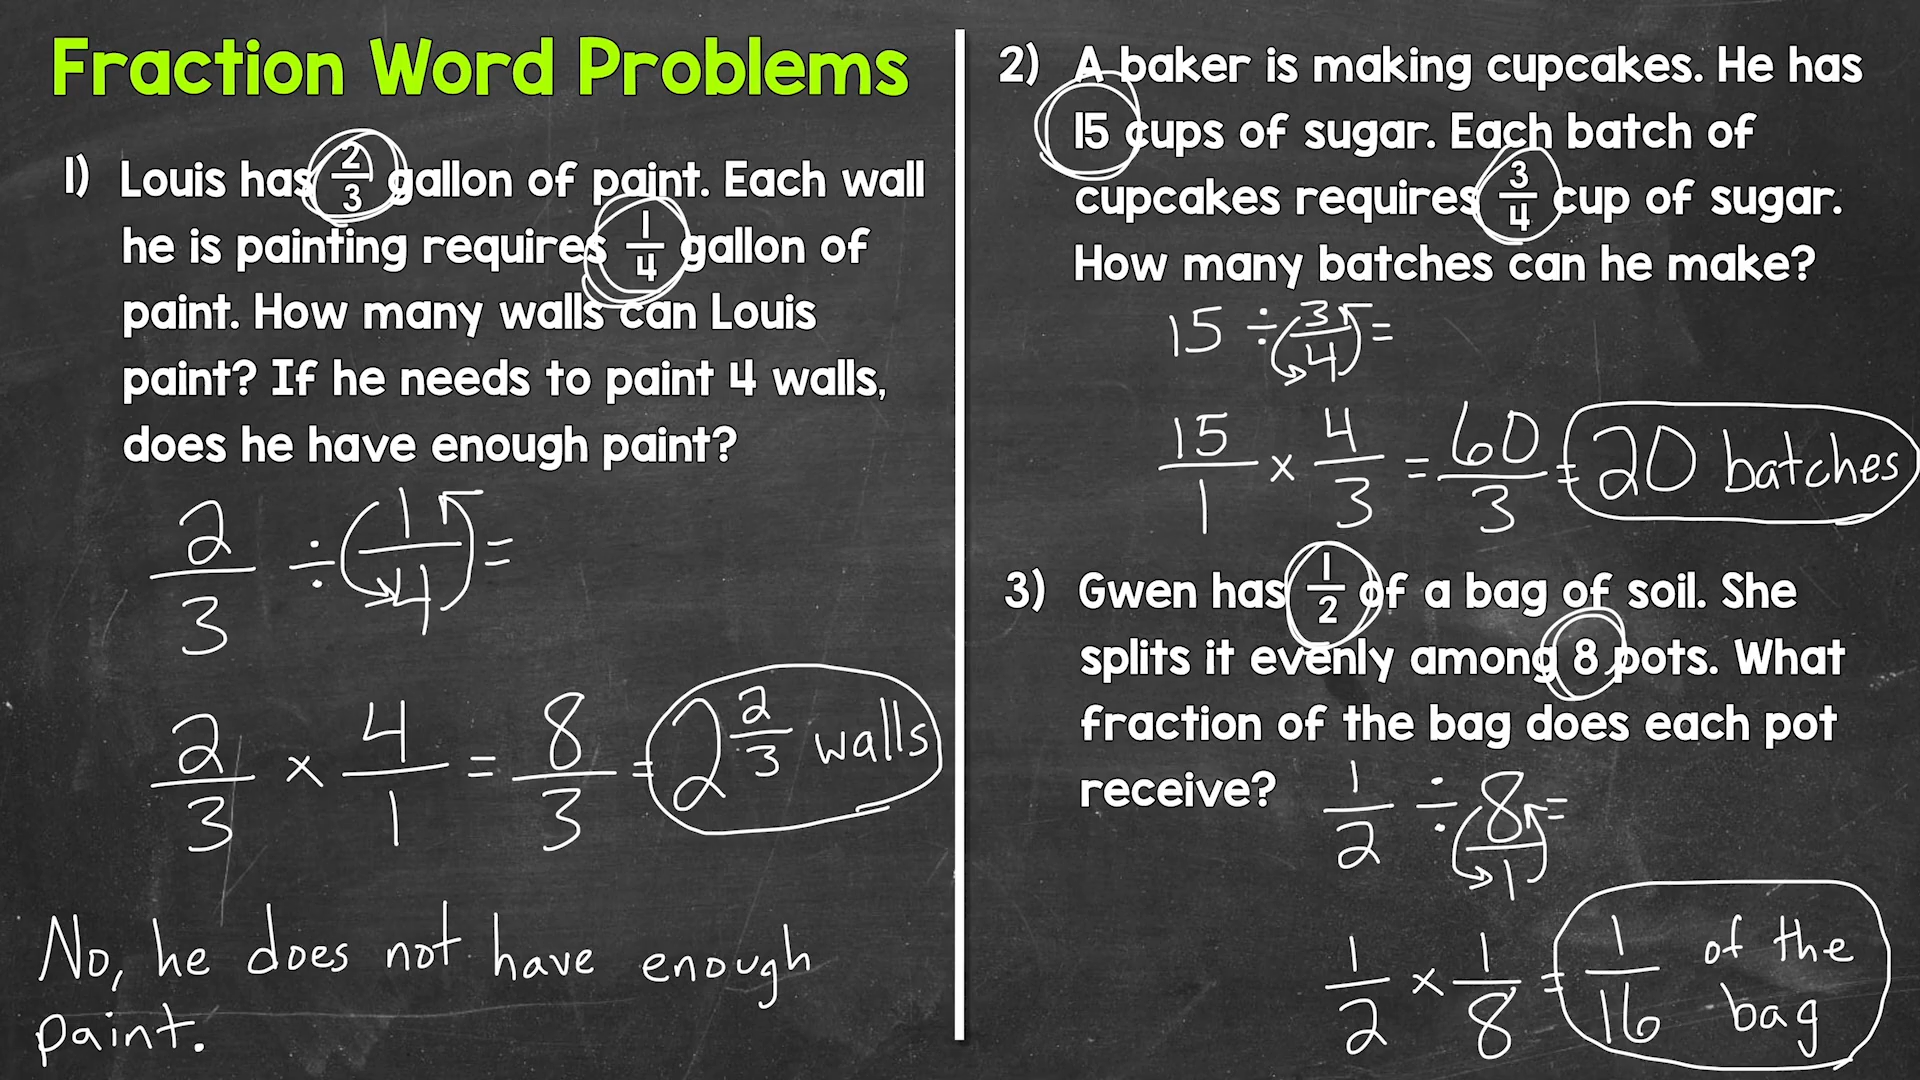 Fraction Word Problems
1) Louis has 2/3 gallon of paint. Each wall
he is painting requires 1/4 gallon of
paint. How many walls can Louis
paint? If he needs to paint 4 walls,
does he have enough paint?
2/3 ÷ 1/4 =
2/3 × 4/1 = 8/3 = 2 2/3 walls
No, he does not have enough
paint.
2) A baker is making cupcakes. He has
15 cups of sugar. Each batch of
cupcakes requires 3/4 cup of sugar.
How many batches can he make?
15 ÷ 3/4 =
15/1 × 4/3 = 60/3 = 20 batches
3) Gwen has 1/2 of a bag of soil. She
splits it evenly among 8 pots. What
fraction of the bag does each pot
receive?
1/2 ÷ 8/1 =
1/2 × 1/8 = 1/16 of the
bag